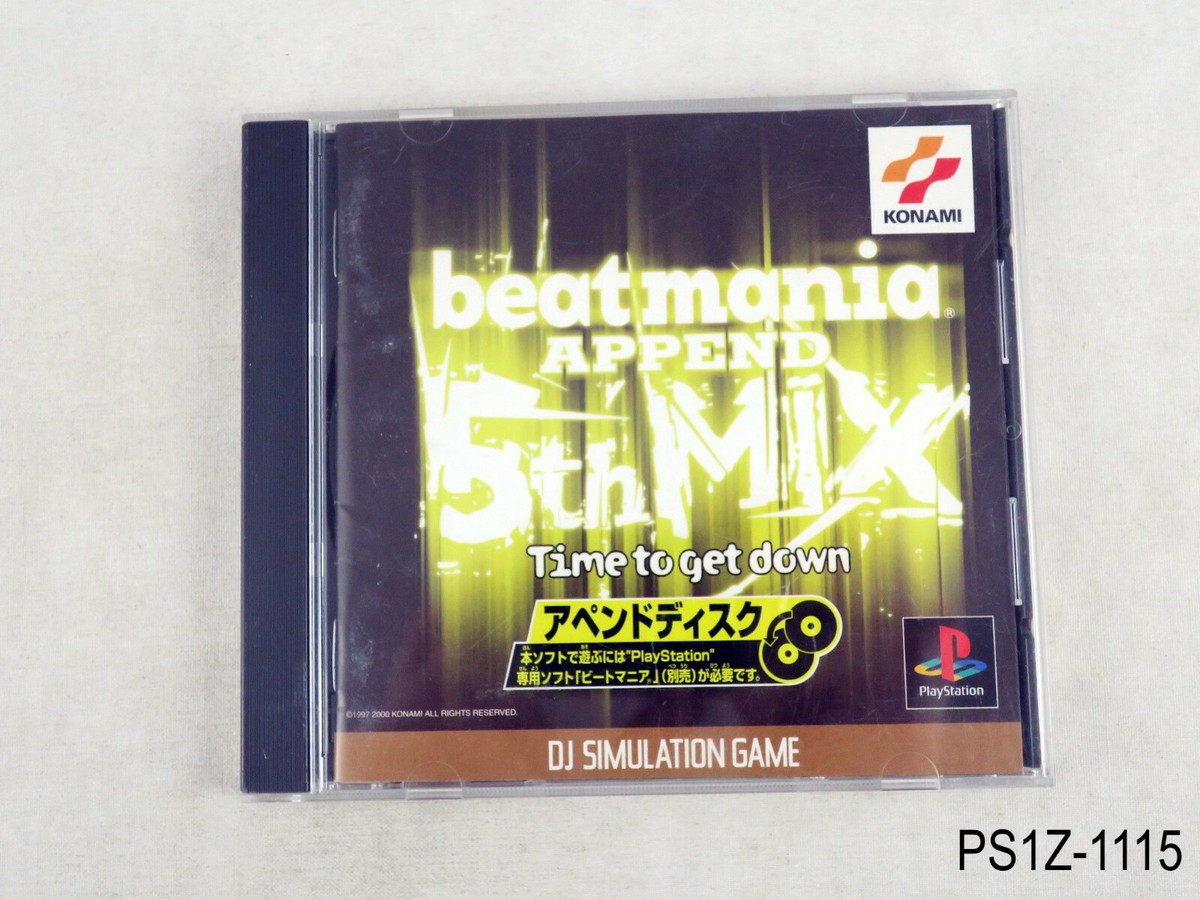 KONAMI
beatmania®
APPEND
5th MIX
Time to get down
アペンドディスク
本ソフトで遊ぶには"PlayStation"
専用ソフト「ビートマニア®」(別売)が必要です。
PlayStation
©1997 2000 KONAMI ALL RIGHTS RESERVED.
DJ SIMULATION GAME
PS1Z-1115